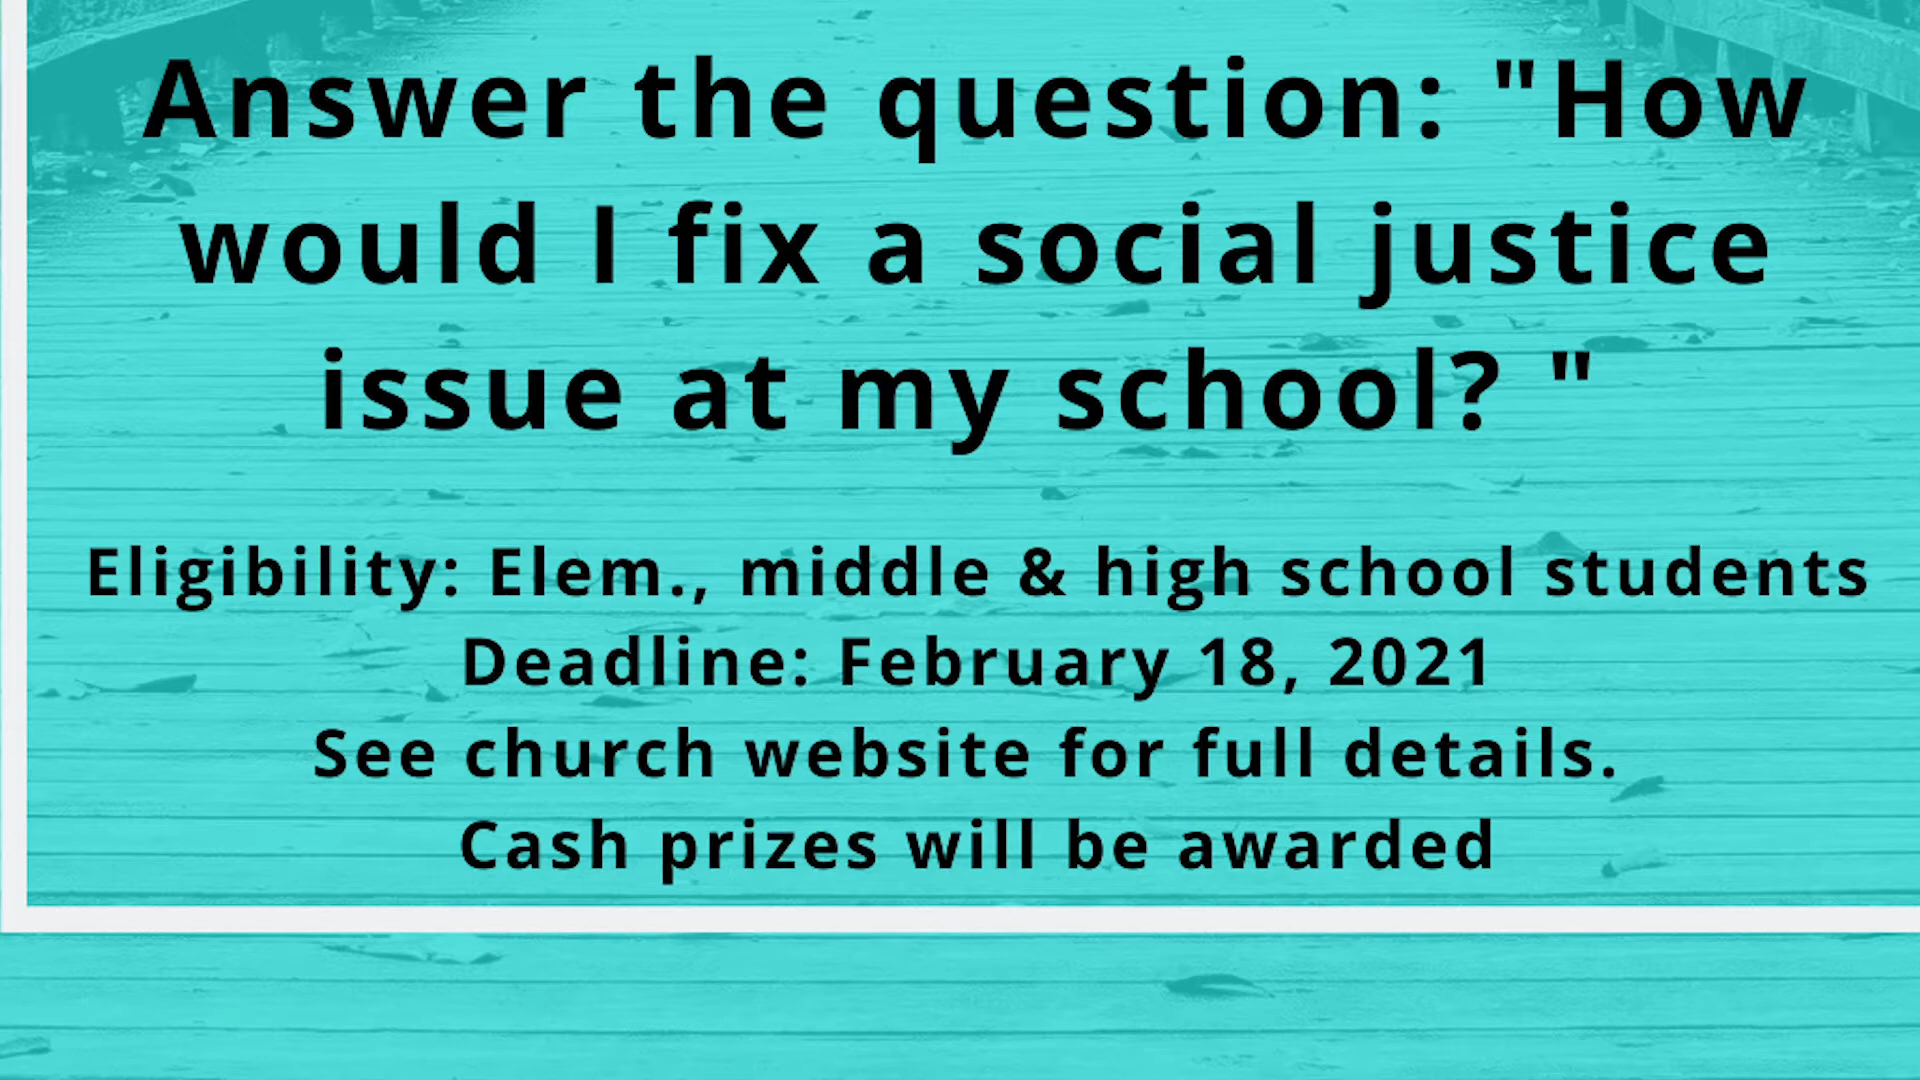 Answer the question: "How
would I fix a social justice
issue at my school? "
Eligibility: Elem., middle & high school students
Deadline: February 18, 2021
See church website for full details.
Cash prizes will be awarded